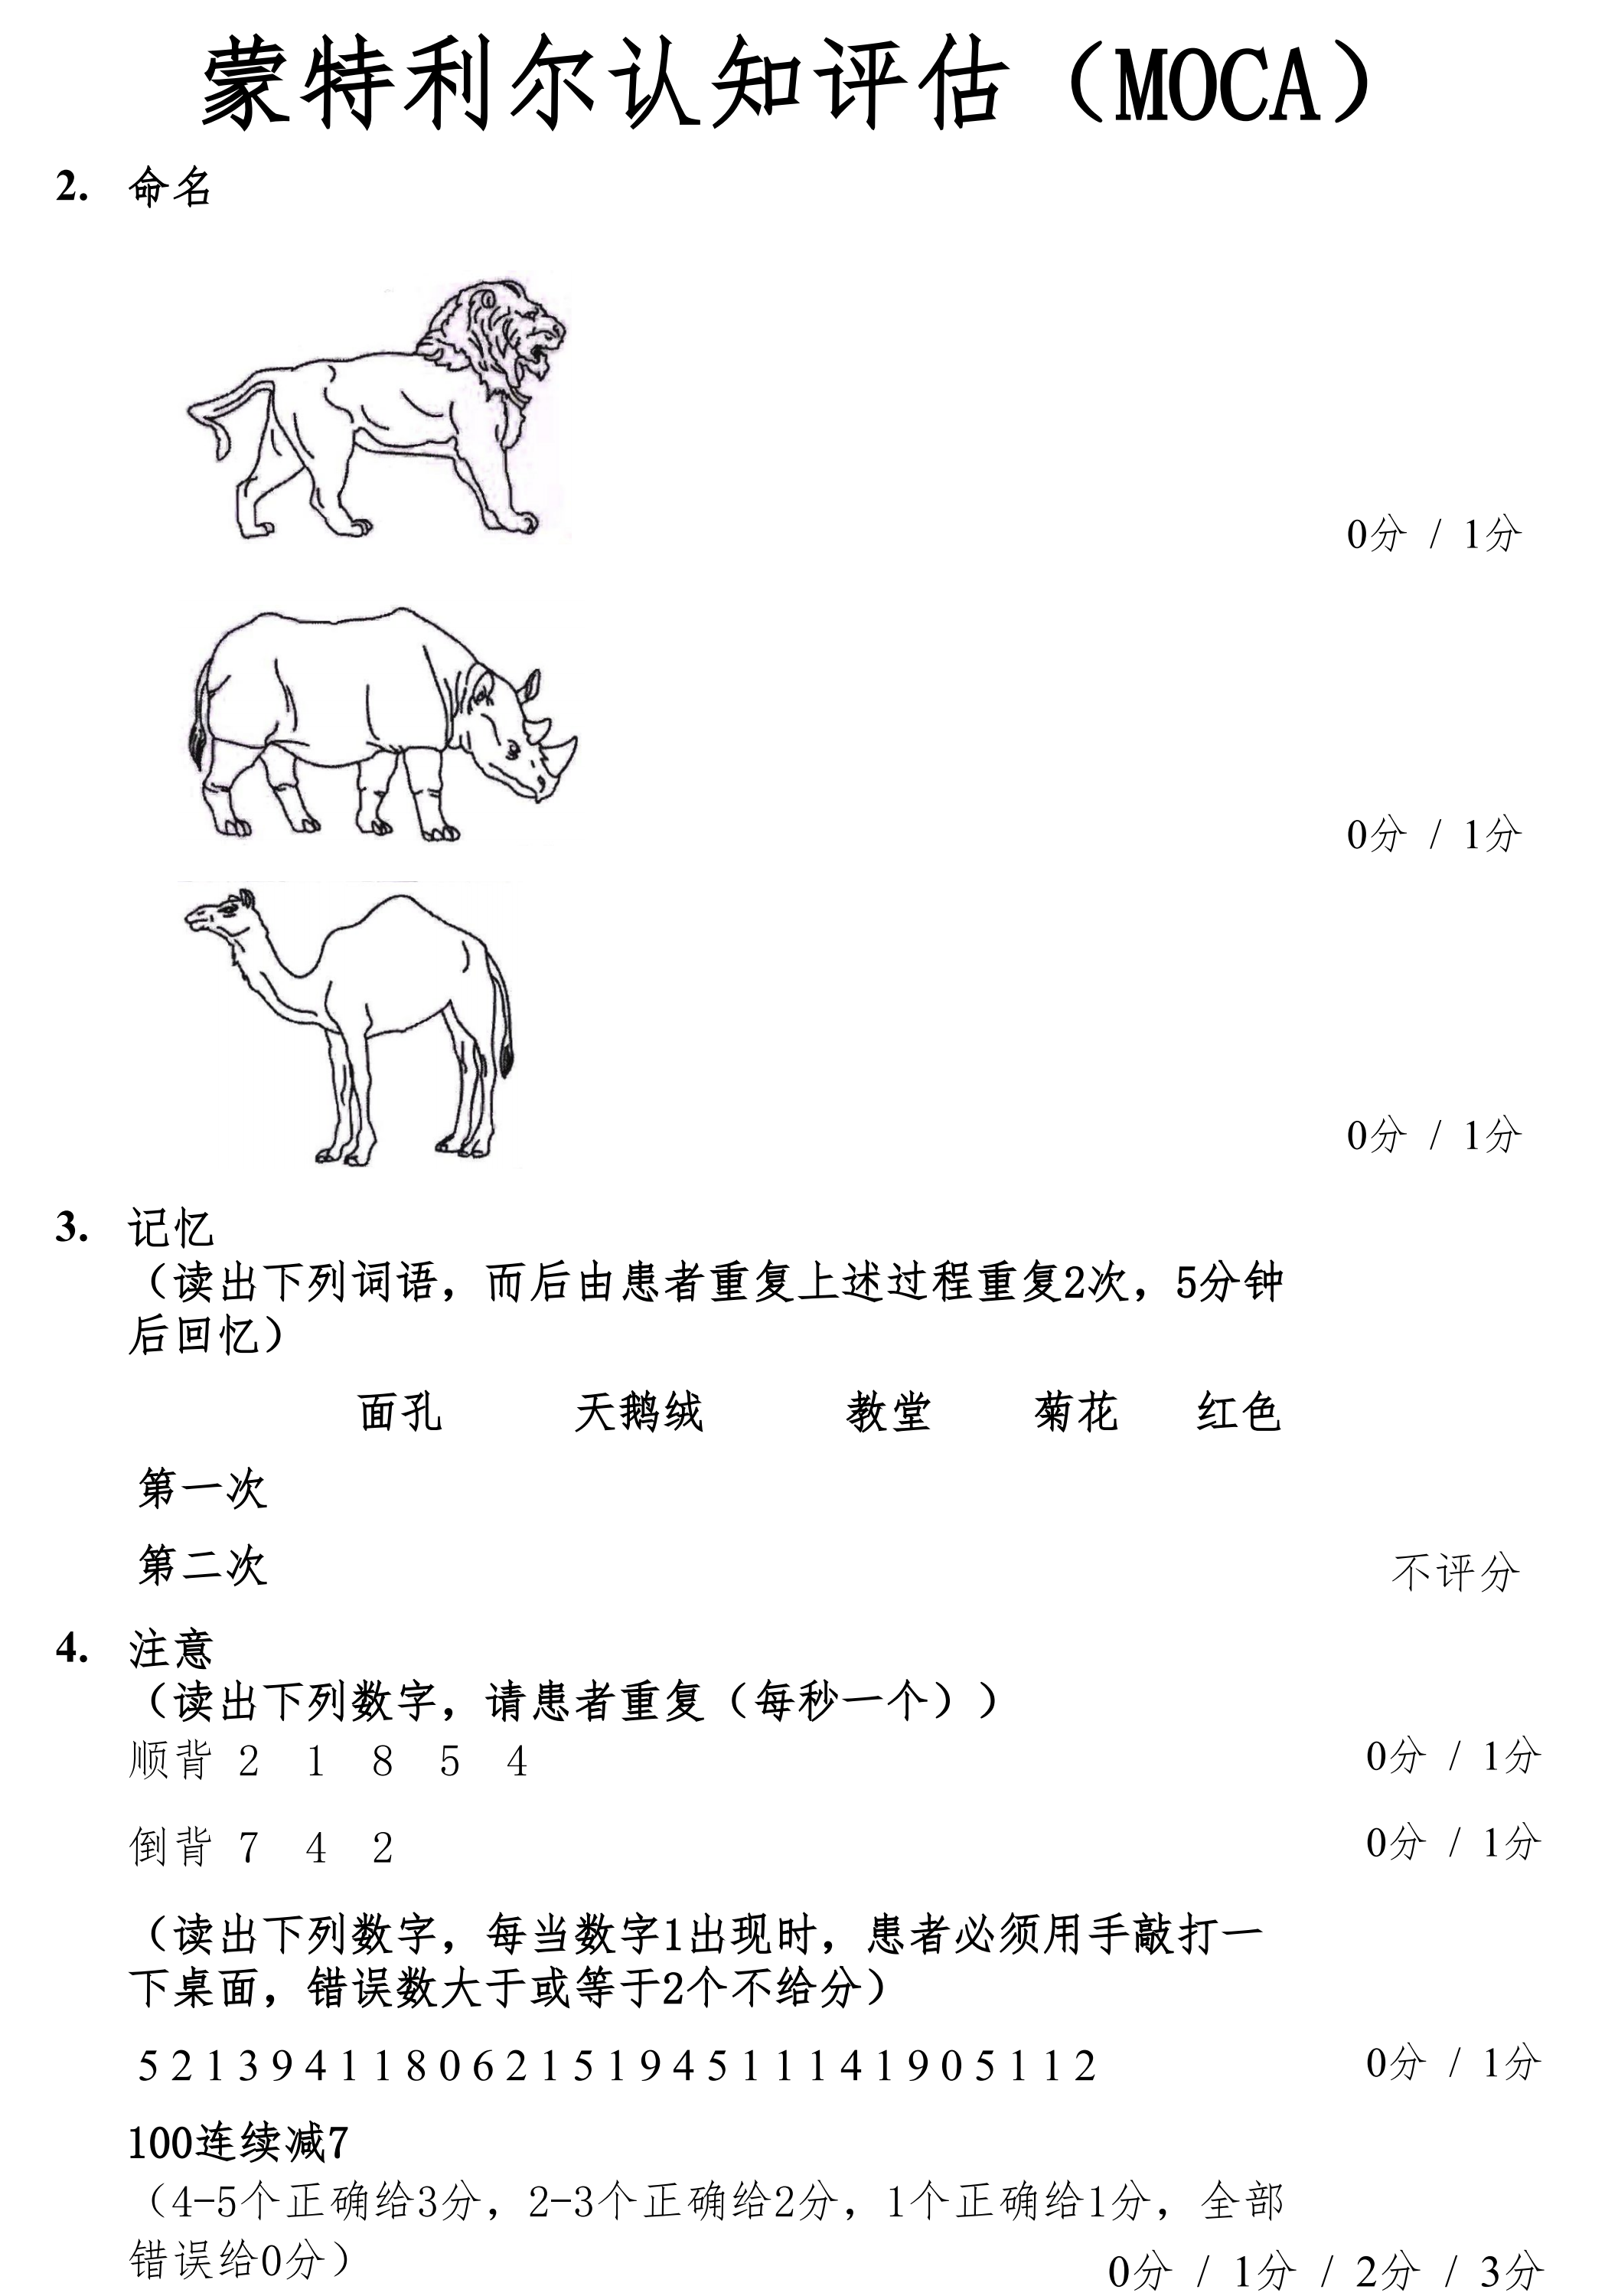 蒙特利尔认知评估（MOCA）
2. 命名
0分 / 1分
0分 / 1分
0分 / 1分
3. 记忆
（读出下列词语，而后由患者重复上述过程重复2次，5分钟
后回忆）
面孔 天鹅绒 教堂 菊花 红色
第一次
第二次 不评分
4. 注意
（读出下列数字，请患者重复（每秒一个））
顺背 2 1 8 5 4 0分 / 1分
倒背 7 4 2 0分 / 1分
（读出下列数字，每当数字1出现时，患者必须用手敲打一
下桌面，错误数大于或等于2个不给分）
5 2 1 3 9 4 1 1 8 0 6 2 1 5 1 9 4 5 1 1 1 4 1 9 0 5 1 1 2 0分 / 1分
100连续减7
（4-5个正确给3分，2-3个正确给2分，1个正确给1分，全部
错误给0分）
0分 / 1分 / 2分 / 3分